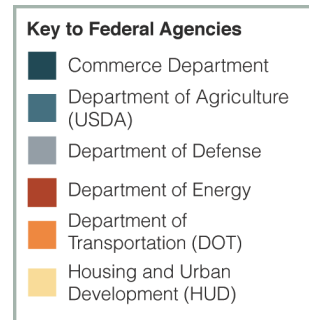 Key to Federal Agencies
Commerce Department
Department of Agriculture
(USDA)
Department of Defense
Department of Energy
Department of
Transportation (DOT)
Housing and Urban
Development (HUD)